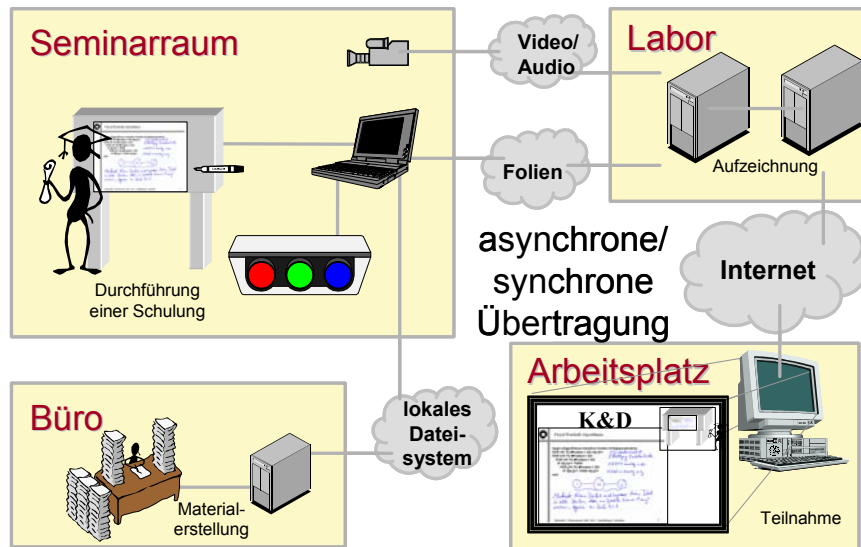 Seminarraum
Video/
Audio
Labor
Folien
Aufzeichnung
Durchführung
einer Schulung
asynchrone/
synchrone
Übertragung
Internet
Büro
lokales
Datei-
system
Material-
erstellung
Arbeitsplatz
K&D
Teilnahme